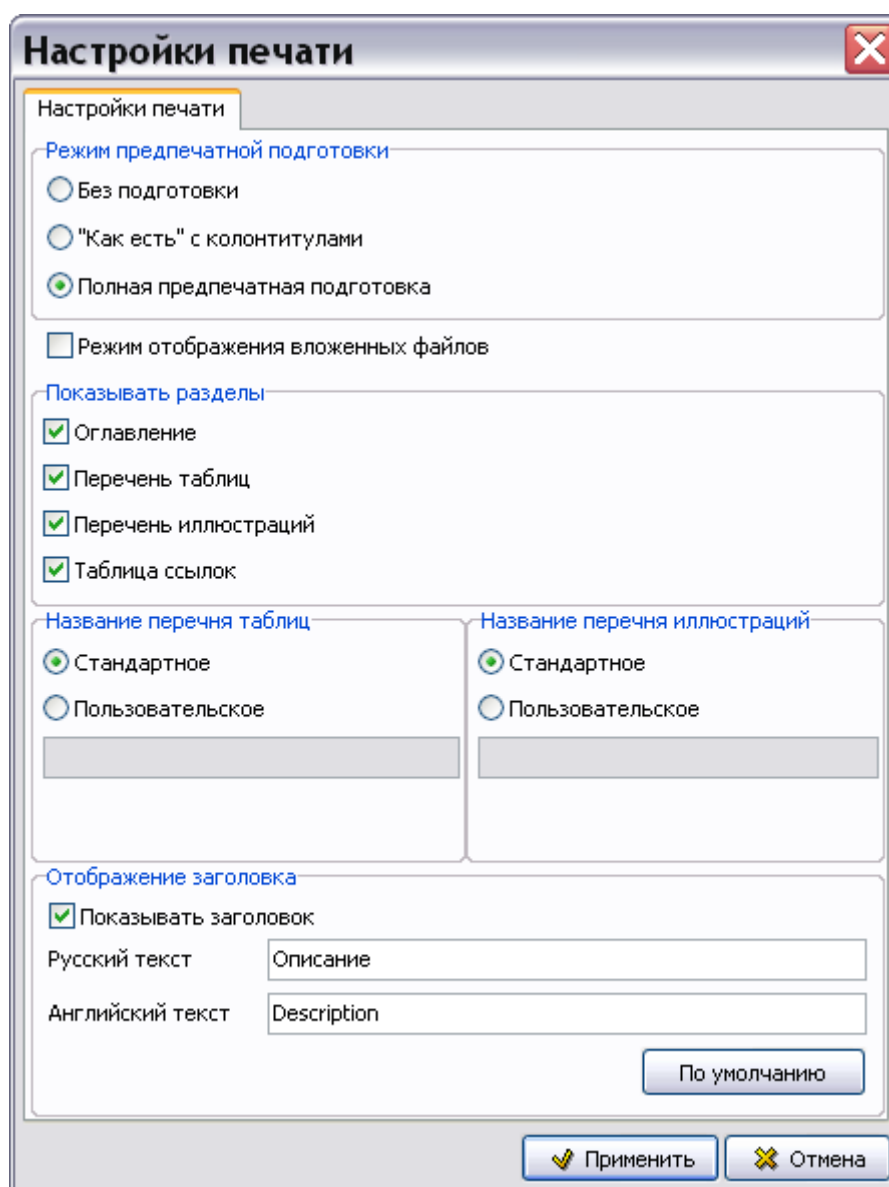 Настройки печати
Настройки печати
Режим предпечатной подготовки
Без подготовки
"Как есть" с колонтитулами
Полная предпечатная подготовка
Режим отображения вложенных файлов
Показывать разделы
Оглавление
Перечень таблиц
Перечень иллюстраций
Таблица ссылок
Название перечня таблиц
Стандартное
Пользовательское
Название перечня иллюстраций
Стандартное
Пользовательское
Отображение заголовка
Показывать заголовок
Русский текст Описание
Английский текст Description
По умолчанию
Применить Отмена